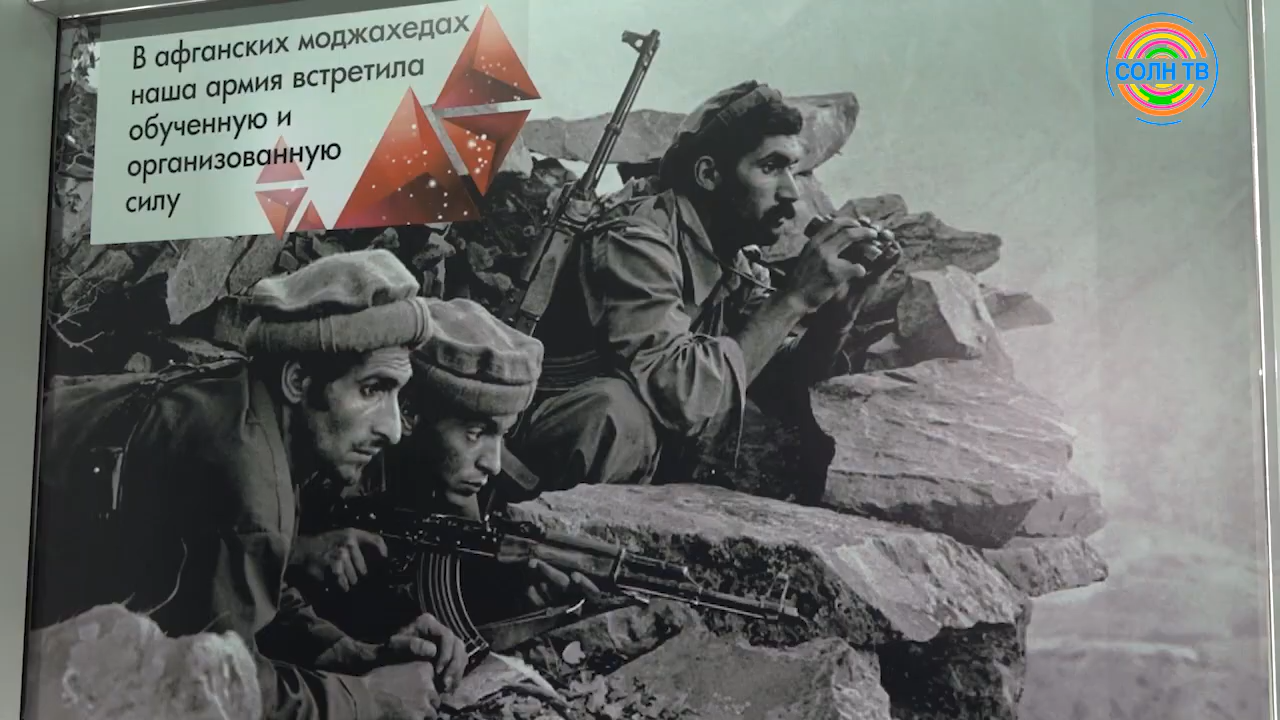 В афганских моджахедах
наша армия встретила
обученную и
организованную
силу
СОЛН ТВ